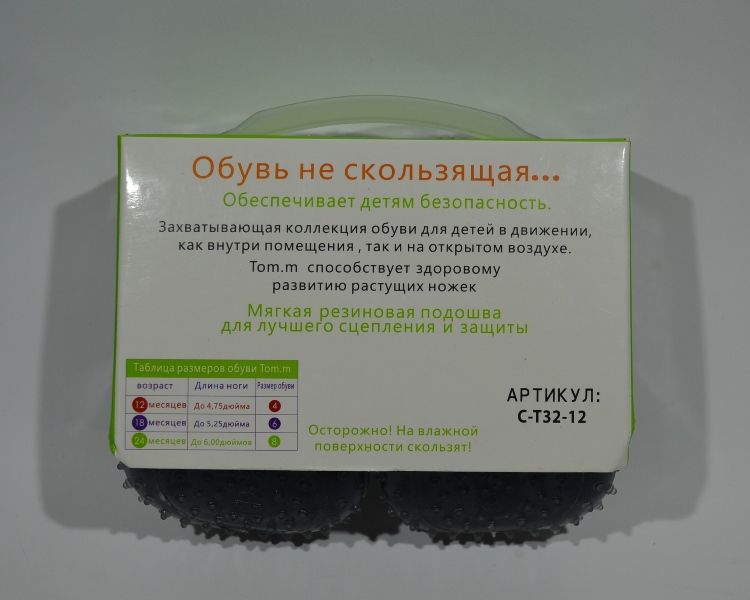 Обувь не скользящая...
Обеспечивает детям безопасность.
Захватывающая коллекция обуви для детей в движении,
как внутри помещения , так и на открытом воздухе.
Tom.m способствует здоровому
развитию растущих ножек
Мягкая резиновая подошва
для лучшего сцепления и защиты
Таблица размеров обуви Tom.m
возраст Длина ноги Размер обуви
12 месяцев До 4,75дюйма 4
18 месяцев До 5,25дюйма 6
24 месяцев До 6,00дюймов 8
АРТИКУЛ:
C-T32-12
Осторожно! На влажной
поверхности скользят!